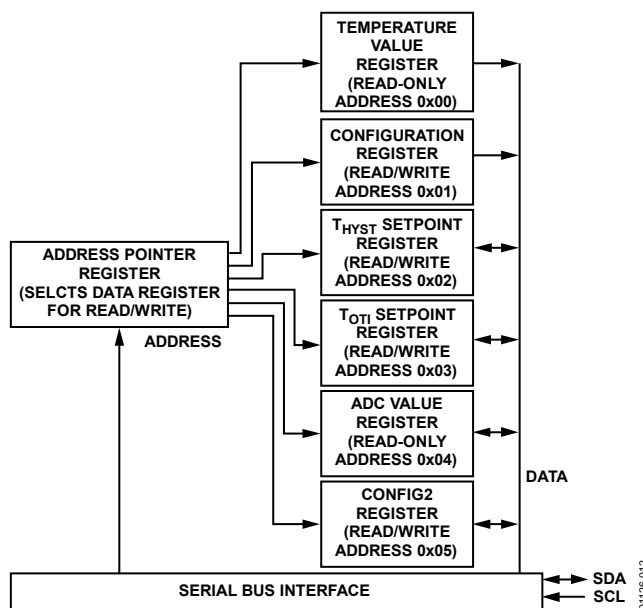 TEMPERATURE
VALUE
REGISTER
(READ-ONLY
ADDRESS 0x00)
CONFIGURATION
REGISTER
(READ/WRITE
ADDRESS 0x01)
THYST SETPOINT
REGISTER
(READ/WRITE
ADDRESS 0x02)
ADDRESS POINTER
REGISTER
(SELCTS DATA REGISTER
FOR READ/WRITE)
ADDRESS
TOTI SETPOINT
REGISTER
(READ/WRITE
ADDRESS 0x03)
ADC VALUE
REGISTER
(READ-ONLY
ADDRESS 0x04)
DATA
CONFIG2
REGISTER
(READ/WRITE
ADDRESS 0x05)
SERIAL BUS INTERFACE
SDA
SCL